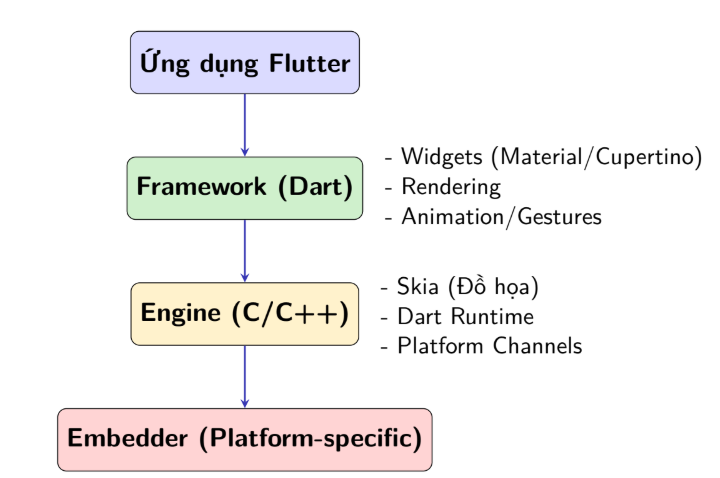 Ứng dụng Flutter
Framework (Dart)
- Widgets (Material/Cupertino)
- Rendering
- Animation/Gestures
Engine (C/C++)
- Skia (Đồ họa)
- Dart Runtime
- Platform Channels
Embedder (Platform-specific)